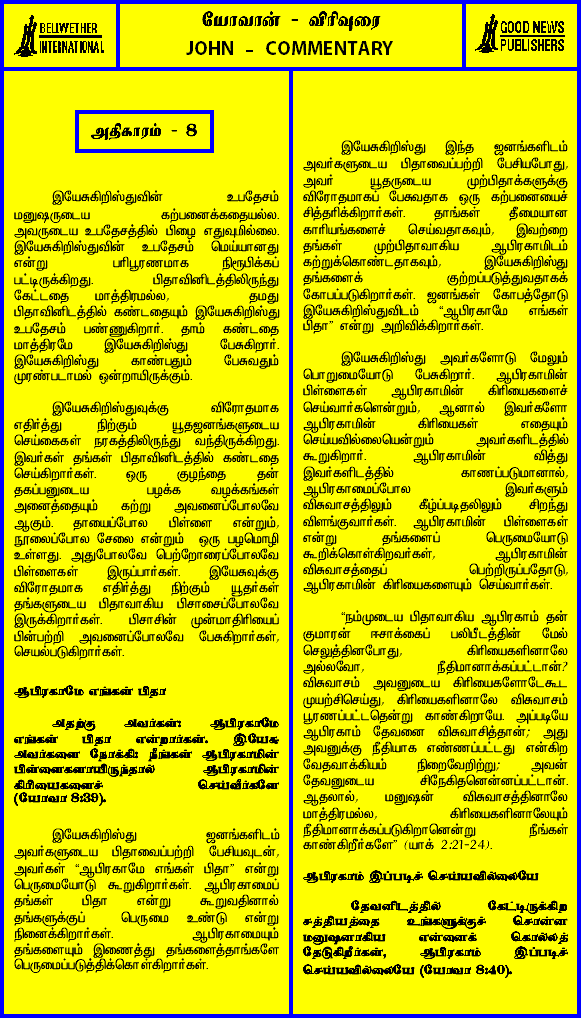 BELWETHER
INTERNATIONAL
யோவான் - விரிவுரை
JOHN - COMMENTARY
GOOD NEWS
PUBLISHERS
அதிகாரம் - 8
இயேசுகிறிஸ்துவின் உபதேசம்
மனுஷருடைய கற்பனைக்கதையல்ல.
அவருடைய உபதேசத்தில் பிழை எதுவுமில்லை.
இயேசுகிறிஸ்துவின் உபதேசம் மெய்யானது
என்று பரிபூரணமாக நிரூபிக்கப்
பட்டிருக்கிறது. பிதாவினிடத்திலிருந்து
கேட்டதை மாத்திரமல்ல, தமது
பிதாவினிடத்தில் கண்டதையும் இயேசுகிறிஸ்து
உபதேசம் பண்ணுகிறார். தாம் கண்டதை
மாத்திரமே இயேசுகிறிஸ்து பேசுகிறார்.
இயேசுகிறிஸ்து காண்பதும் பேசுவதும்
முரண்படாமல் ஒன்றாயிருக்கும்.
இயேசுகிறிஸ்துவுக்கு விரோதமாக
எதிர்த்து நிற்கும் யூதஜனங்களுடைய
செய்கைகள் நரகத்திலிருந்து வந்திருக்கிறது.
இவர்கள் தங்கள் பிதாவினிடத்தில் கண்டதை
செய்கிறார்கள். ஒரு குழந்தை தன்
தகப்பனுடைய பழக்க வழக்கங்கள்
அனைத்தையும் கற்று அவனைப்போலவே
ஆகும். தாயைப்போல பிள்ளை என்றும்,
நூலைப்போல சேலை என்றும் ஒரு பழமொழி
உள்ளது. அதுபோலவே பெற்றோரைப்போலவே
பிள்ளைகள் இருப்பார்கள். இயேசுவுக்கு
விரோதமாக எதிர்த்து நிற்கும் யூதர்கள்
தங்களுடைய பிதாவாகிய பிசாசைப்போலவே
இருக்கிறார்கள். பிசாசின் முன்மாதிரியைப்
பின்பற்றி அவனைப்போலவே பேசுகிறார்கள்,
செயல்படுகிறார்கள்.
ஆபிரகாமே எங்கள் பிதா
அதற்கு அவர்கள்: ஆபிரகாமே
எங்கள் பிதா என்றார்கள். இயேசு
அவர்களை நோக்கி: நீங்கள் ஆபிரகாமின்
பிள்ளைகளாயிருந்தால் ஆபிரகாமின்
கிரியைகளைச் செய்வீர்களே
(யோவா 8:39).
இயேசுகிறிஸ்து ஜனங்களிடம்
அவர்களுடைய பிதாவைப்பற்றி பேசியவுடன்,
அவர்கள் “ஆபிரகாமே எங்கள் பிதா” என்று
பெருமையோடு கூறுகிறார்கள். ஆபிரகாமைப்
தங்கள் பிதா என்று கூறுவதினால்
தங்களுக்குப் பெருமை உண்டு என்று
நினைக்கிறார்கள். ஆபிரகாமையும்
தங்களையும் இணைத்து தங்களைத்தாங்களே
பெருமைப்படுத்திக்கொள்கிறார்கள்.
இயேசுகிறிஸ்து இந்த ஜனங்களிடம்
அவர்களுடைய பிதாவைப்பற்றி பேசியபோது,
அவர் யூதருடைய முற்பிதாக்களுக்கு
விரோதமாகப் பேசுவதாக ஒரு கற்பனையைச்
சித்தரிக்கிறார்கள். தாங்கள் தீமையான
காரியங்களைச் செய்வதாகவும், இவற்றை
தங்கள் முற்பிதாவாகிய ஆபிரகாமிடம்
கற்றுக்கொண்டதாகவும், இயேசுகிறிஸ்து
தங்களைக் குற்றப்படுத்துவதாகக்
கோபப்படுகிறார்கள். ஜனங்கள் கோபத்தோடு
இயேசுகிறிஸ்துவிடம் “ஆபிரகாமே எங்கள்
பிதா” என்று அறிவிக்கிறார்கள்.
இயேசுகிறிஸ்து அவர்களோடு மேலும்
பொறுமையோடு பேசுகிறார். ஆபிரகாமின்
பிள்ளைகள் ஆபிரகாமின் கிரியைகளைச்
செய்வார்களென்றும், ஆனால் இவர்களோ
ஆபிரகாமின் கிரியைகள் எதையும்
செய்யவில்லையென்றும் அவர்களிடத்தில்
கூறுகிறார். ஆபிரகாமின் வித்து
இவர்களிடத்தில் காணப்படுமானால்,
ஆபிரகாமைப்போல இவர்களும்
விசுவாசத்திலும் கீழ்ப்படிதலிலும் சிறந்து
விளங்குவார்கள். ஆபிரகாமின் பிள்ளைகள்
என்று தங்களைப் பெருமையோடு
கூறிக்கொள்கிறவர்கள், ஆபிரகாமின்
விசுவாசத்தைப் பெற்றிருப்பதோடு,
ஆபிரகாமின் கிரியைகளையும் செய்வார்கள்.
“நம்முடைய பிதாவாகிய ஆபிரகாம் தன்
குமாரன் ஈசாக்கைப் பலிபீடத்தின் மேல்
செலுத்தினபோது, கிரியைகளினாலே
அல்லவோ, நீதிமானாக்கப்பட்டான்?
விசுவாசம் அவனுடைய கிரியைகளோடேகூட
முயற்சிசெய்து, கிரியைகளினாலே விசுவாசம்
பூரணப்பட்டதென்று காண்கிறாயே. அப்படியே
ஆபிரகாம் தேவனை விசுவாசித்தான்; அது
அவனுக்கு நீதியாக எண்ணப்பட்டது என்கிற
வேதவாக்கியம் நிறைவேறிற்று; அவன்
தேவனுடைய சிநேகிதனென்னப்பட்டான்.
ஆதலால், மனுஷன் விசுவாசத்தினாலே
மாத்திரமல்ல, கிரியைகளினாலேயும்
நீதிமானாக்கப்படுகிறானென்று நீங்கள்
காண்கிறீர்களே” (யாக் 2:21-24).
ஆபிரகாம் இப்படிச் செய்யவில்லையே
தேவனிடத்தில் கேட்டிருக்கிற
சத்தியத்தை உங்களுக்குச் சொன்ன
மனுஷனாகிய என்னைக் கொல்லத்
தேடுகிறீர்கள், ஆபிரகாம் இப்படிச்
செய்யவில்லையே (யோவா 8:40).